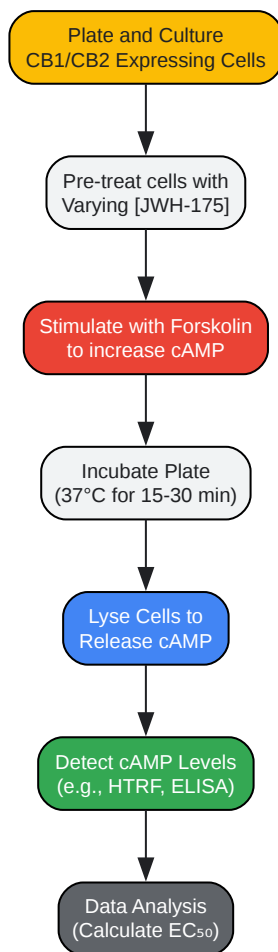 Plate and Culture
CB1/CB2 Expressing Cells
Pre-treat cells with
Varying [JWH-175]
Stimulate with Forskolin
to increase cAMP
Incubate Plate
(37°C for 15-30 min)
Lyse Cells to
Release cAMP
Detect cAMP Levels
(e.g., HTRF, ELISA)
Data Analysis
(Calculate EC₅₀)